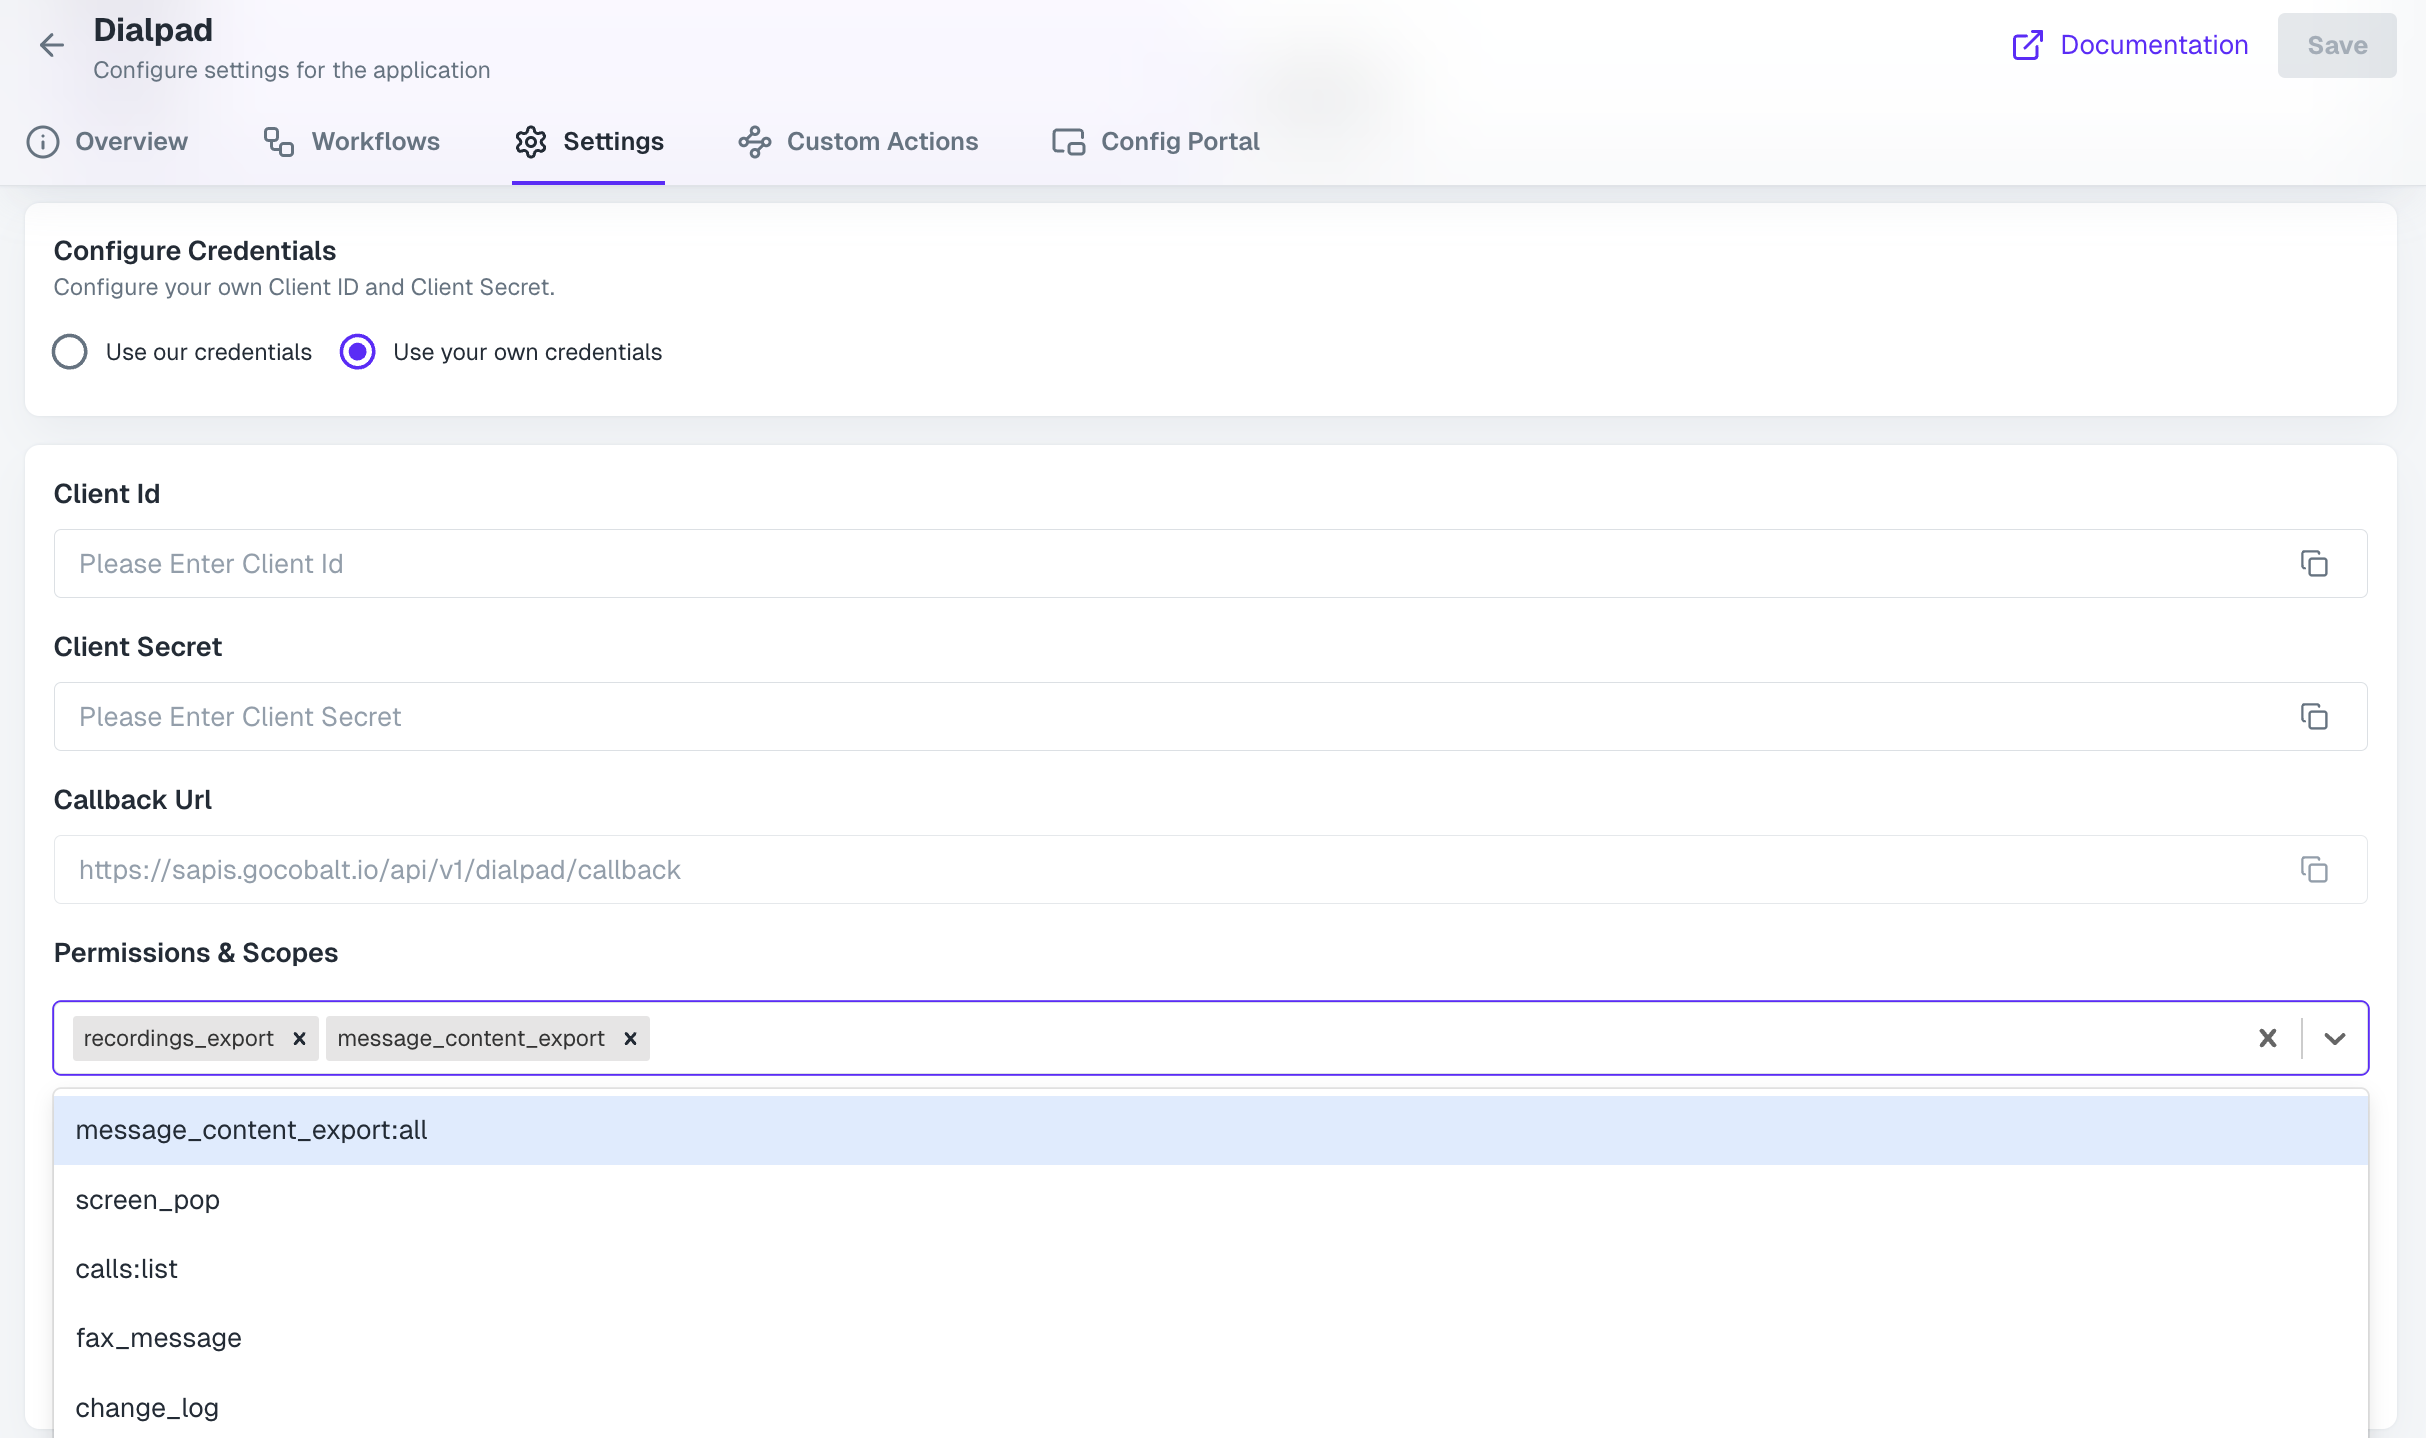 Dialpad
Configure settings for the application
Documentation
Save
Overview
Workflows
Settings
Custom Actions
Config Portal
Configure Credentials
Configure your own Client ID and Client Secret.
Use our credentials
Use your own credentials
Client Id
Please Enter Client Id
Client Secret
Please Enter Client Secret
Callback Url
https://sapis.gocobalt.io/api/v1/dialpad/callback
Permissions & Scopes
recordings_export
message_content_export
message_content_export:all
screen_pop
calls:list
fax_message
change_log